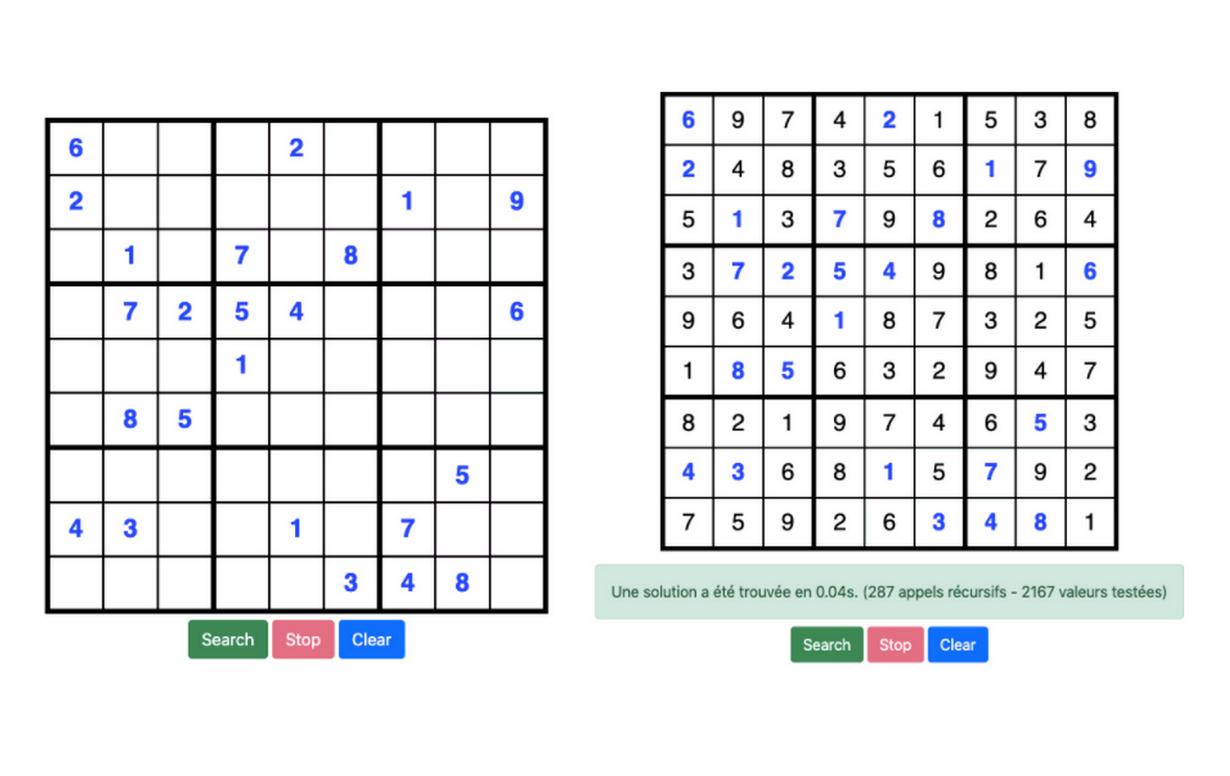 6 2
2 1 9
1 7 8
7 2 5 4 6
1
8 5
5
4 3 1 7
3 4 8
Search Stop Clear
6 9 7 4 2 1 5 3 8
2 4 8 3 5 6 1 7 9
5 1 3 7 9 8 2 6 4
3 7 2 5 4 9 8 1 6
9 6 4 1 8 7 3 2 5
1 8 5 6 3 2 9 4 7
8 2 1 9 7 4 6 5 3
4 3 6 8 1 5 7 9 2
7 5 9 2 6 3 4 8 1
Une solution a été trouvée en 0.04s. (287 appels récursifs - 2167 valeurs testées)
Search Stop Clear